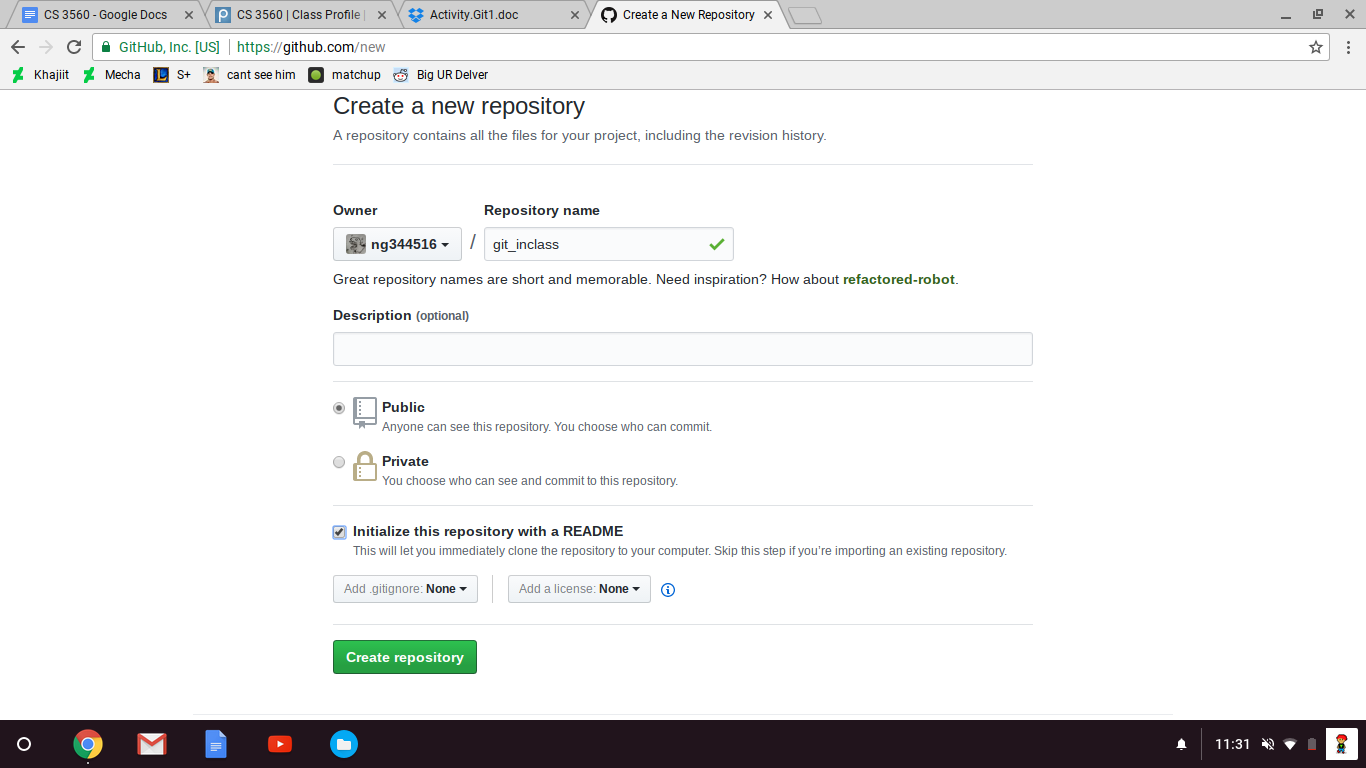 CS 3560 - Google Docs
CS 3560 | Class Profile |
Activity.Git1.doc
Create a New Repository
GitHub, Inc. [US] https://github.com/new
Khajiit Mecha S+ cant see him matchup Big UR Delver
Create a new repository
A repository contains all the files for your project, including the revision history.
Owner Repository name
ng344516 / git_inclass
Great repository names are short and memorable. Need inspiration? How about refactored-robot.
Description (optional)
Public
Anyone can see this repository. You choose who can commit.
Private
You choose who can see and commit to this repository.
Initialize this repository with a README
This will let you immediately clone the repository to your computer. Skip this step if you’re importing an existing repository.
Add .gitignore: None Add a license: None
Create repository
11:31